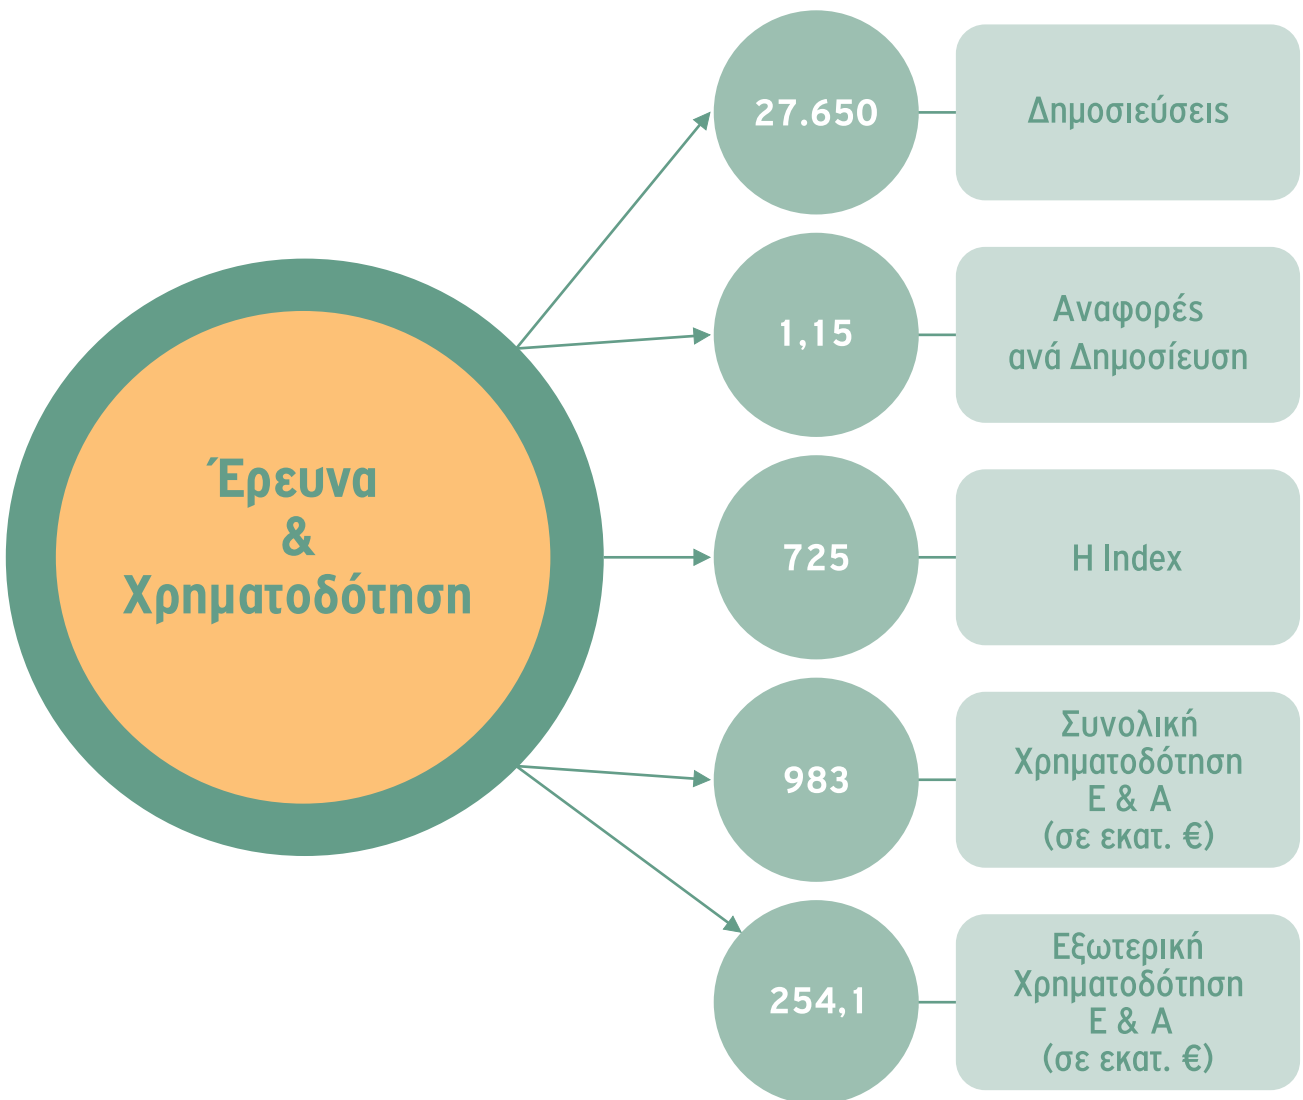 Έρευνα
&
Χρηματοδότηση
27.650
Δημοσιεύσεις
1,15
Αναφορές
ανά Δημοσίευση
725
H Index
983
Συνολική
Χρηματοδότηση
Ε & Α
(σε εκατ. €)
254,1
Εξωτερική
Χρηματοδότηση
Ε & Α
(σε εκατ. €)